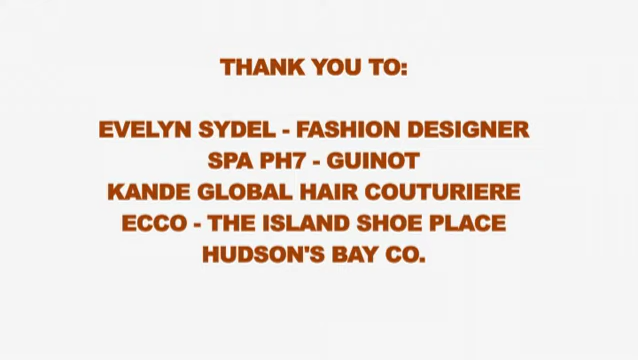 THANK YOU TO:
EVELYN SYDEL - FASHION DESIGNER
SPA PH7 - GUINOT
KANDE GLOBAL HAIR COUTURIERE
ECCO - THE ISLAND SHOE PLACE
HUDSON'S BAY CO.